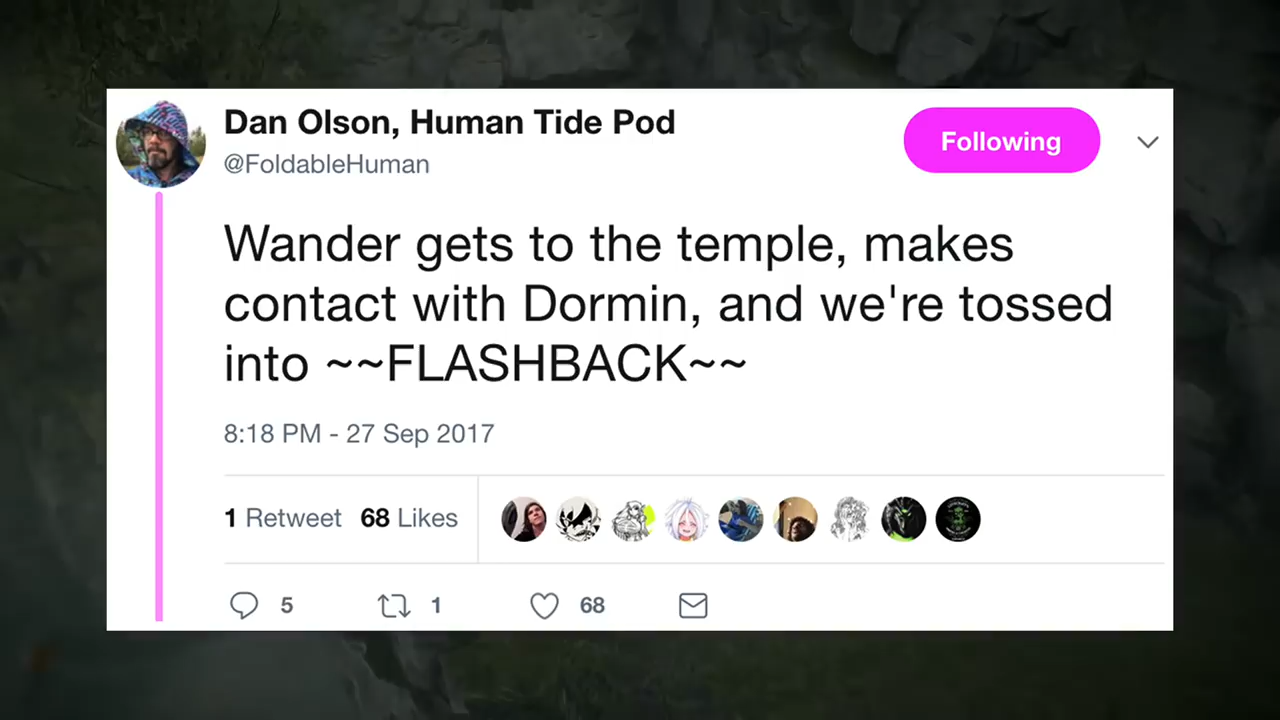 Dan Olson, Human Tide Pod
@FoldableHuman
Following
Wander gets to the temple, makes
contact with Dormin, and we're tossed
into ~~FLASHBACK~~
8:18 PM - 27 Sep 2017
1 Retweet 68 Likes
5 1 68